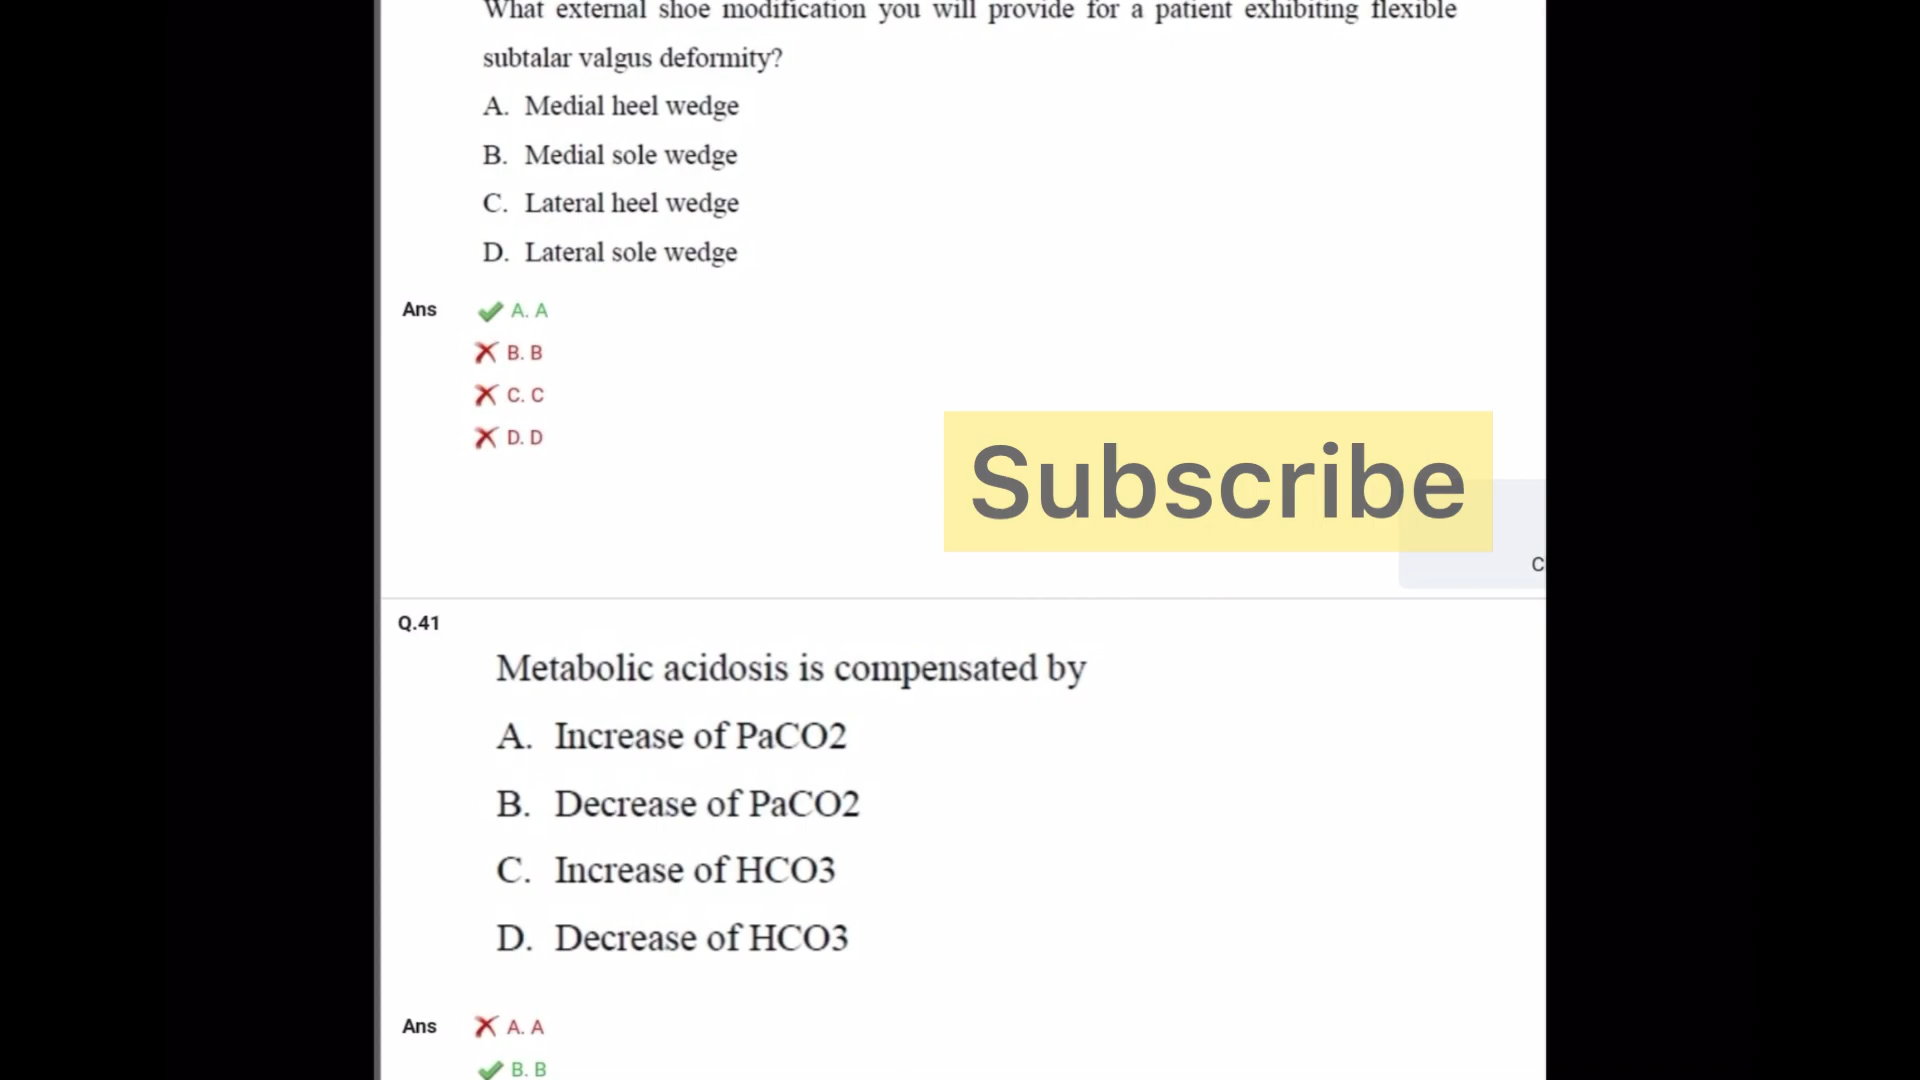 What external shoe modification you will provide for a patient exhibiting flexible
subtalar valgus deformity?
A. Medial heel wedge
B. Medial sole wedge
C. Lateral heel wedge
D. Lateral sole wedge
Ans
A. A
B. B
C. C
D. D
Subscribe
C
Q.41
Metabolic acidosis is compensated by
A. Increase of PaCO2
B. Decrease of PaCO2
C. Increase of HCO3
D. Decrease of HCO3
Ans
A. A
B. B